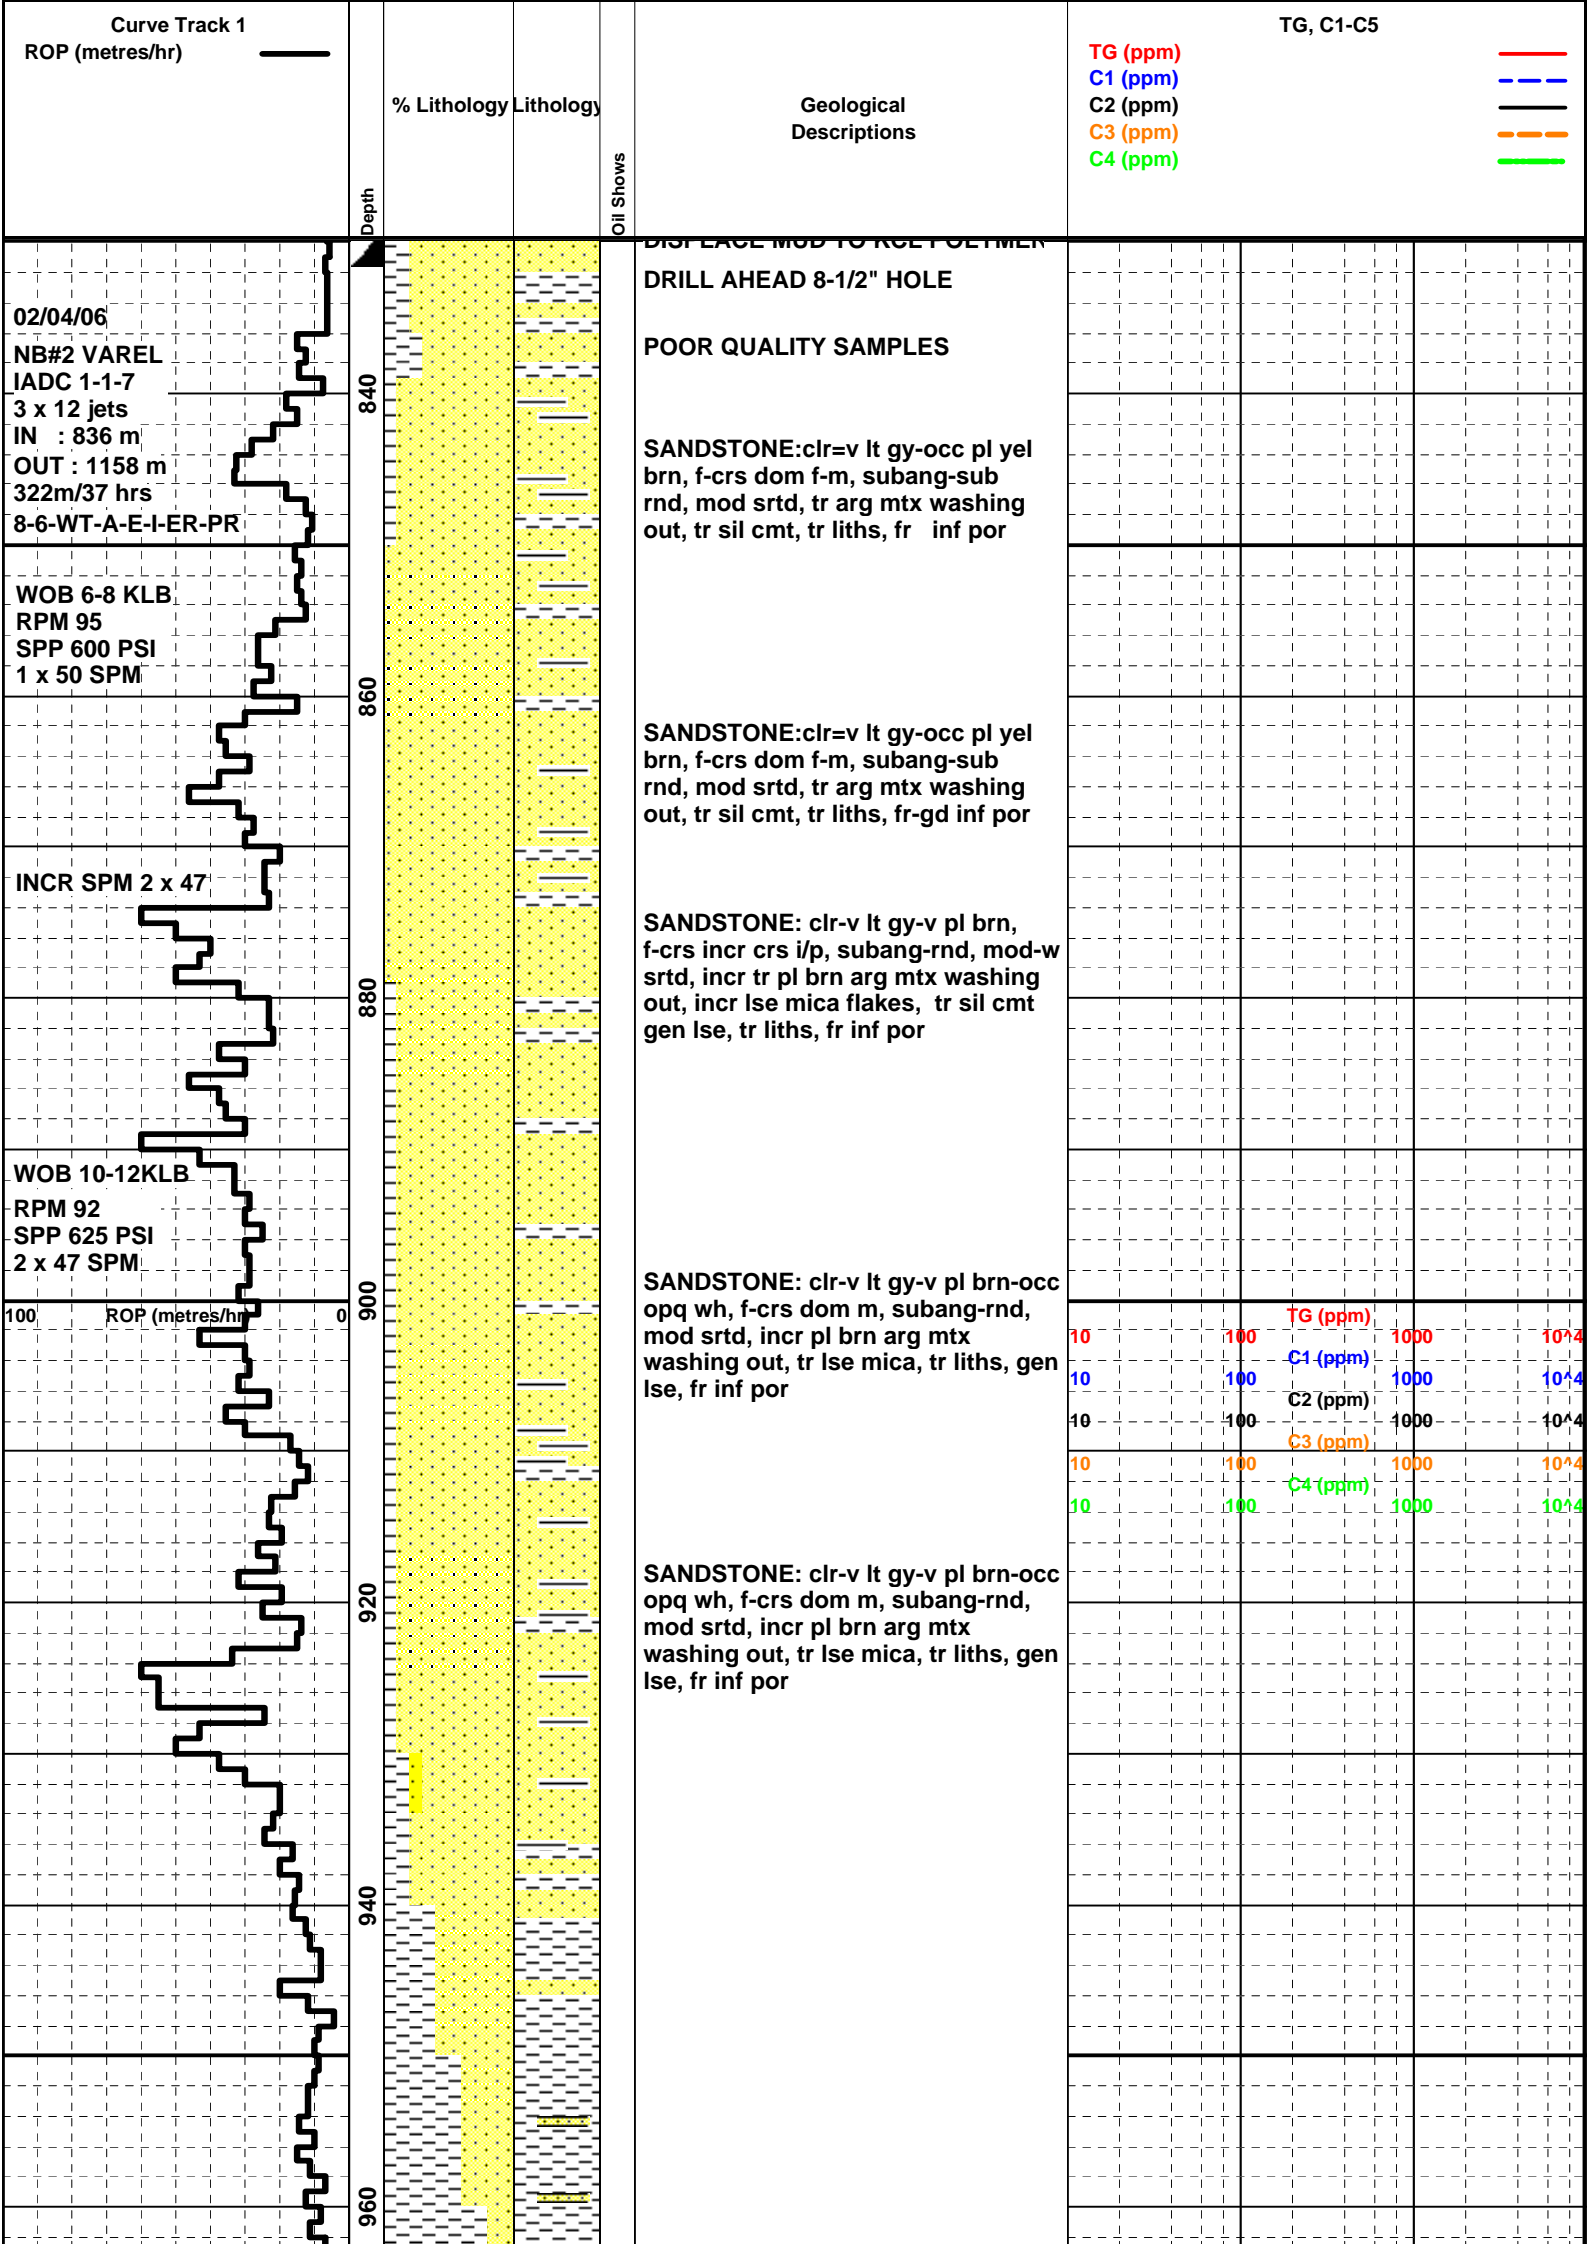 Curve Track 1
ROP (metres/hr)
Depth
% Lithology
Lithology
Oil Shows
Geological
Descriptions
TG, C1-C5
TG (ppm)
C1 (ppm)
C2 (ppm)
C3 (ppm)
C4 (ppm)
DISPLACE MUD TO KCL POLYMER
DRILL AHEAD 8-1/2" HOLE
02/04/06
NB#2 VAREL
IADC 1-1-7
3 x 12 jets
IN : 836 m
OUT : 1158 m
322m/37 hrs
8-6-WT-A-E-I-ER-PR
POOR QUALITY SAMPLES
840
SANDSTONE:clr=v lt gy-occ pl yel
brn, f-crs dom f-m, subang-sub
rnd, mod srtd, tr arg mtx washing
out, tr sil cmt, tr liths, fr inf por
WOB 6-8 KLB
RPM 95
SPP 600 PSI
1 x 50 SPM
860
SANDSTONE:clr=v lt gy-occ pl yel
brn, f-crs dom f-m, subang-sub
rnd, mod srtd, tr arg mtx washing
out, tr sil cmt, tr liths, fr-gd inf por
INCR SPM 2 x 47
SANDSTONE: clr-v lt gy-v pl brn,
f-crs incr crs i/p, subang-rnd, mod-w
srtd, incr tr pl brn arg mtx washing
out, incr lse mica flakes, tr sil cmt
gen lse, tr liths, fr inf por
880
WOB 10-12KLB
RPM 92
SPP 625 PSI
2 x 47 SPM
SANDSTONE: clr-v lt gy-v pl brn-occ
opq wh, f-crs dom m, subang-rnd,
mod srtd, incr pl brn arg mtx
washing out, tr lse mica, tr liths, gen
lse, fr inf por
100 ROP (metres/hr) 0
900
TG (ppm)
10 100 1000 10^4
C1 (ppm)
10 100 1000 10^4
C2 (ppm)
10 100 1000 10^4
C3 (ppm)
10 100 1000 10^4
C4 (ppm)
10 100 1000 10^4
SANDSTONE: clr-v lt gy-v pl brn-occ
opq wh, f-crs dom m, subang-rnd,
mod srtd, incr pl brn arg mtx
washing out, tr lse mica, tr liths, gen
lse, fr inf por
920
940
960